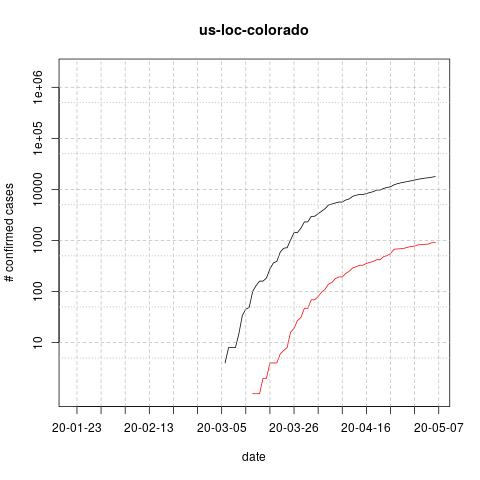 us-loc-colorado
# confirmed cases
1e+06
1e+05
10000
1000
100
10
20-01-23 20-02-13 20-03-05 20-03-26 20-04-16 20-05-07
date